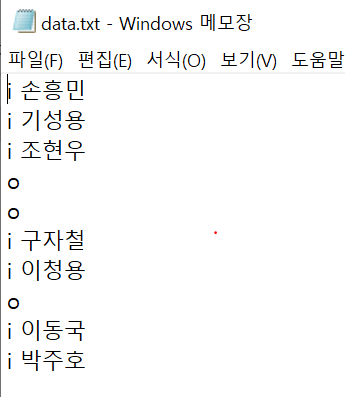 data.txt - Windows 메모장
파일(F) 편집(E) 서식(O) 보기(V) 도움말
i 손흥민
i 기성용
i 조현우
o
o
i 구자철
i 이청용
o
i 이동국
i 박주호